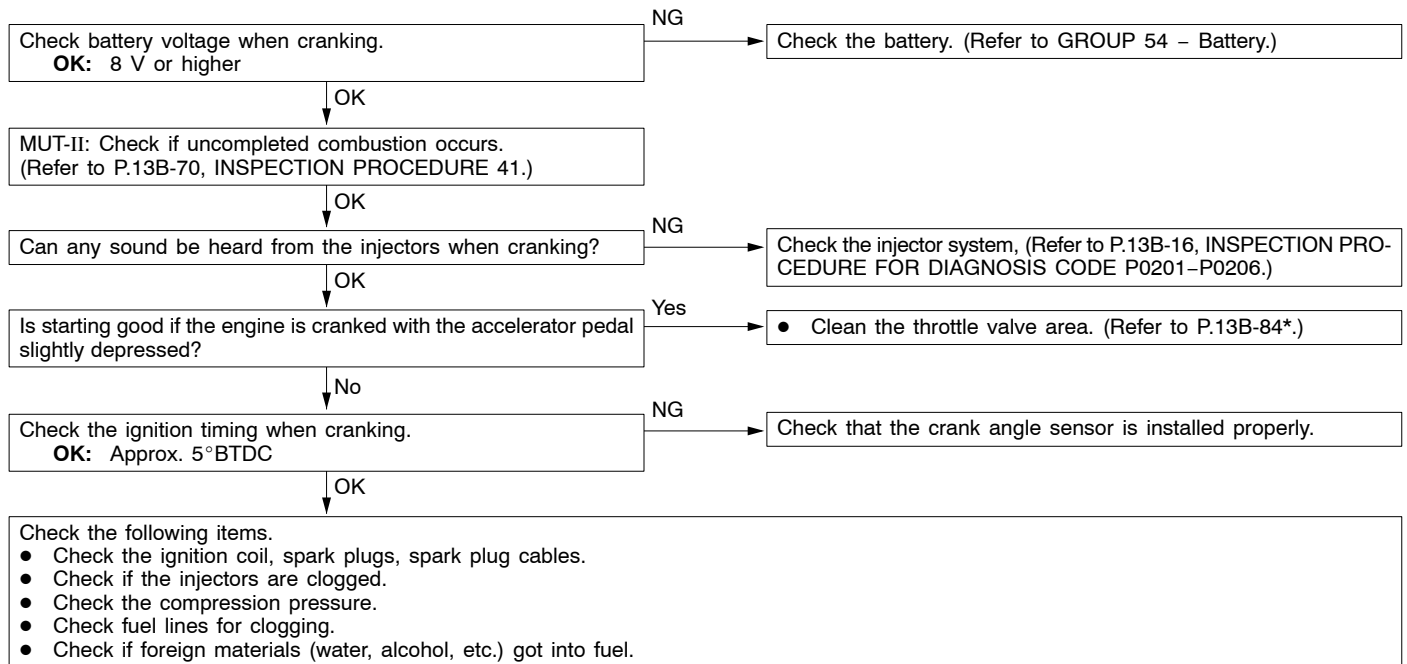 NG
Check battery voltage when cranking.
OK: 8 V or higher
Check the battery. (Refer to GROUP 54 – Battery.)
OK
MUT-II: Check if uncompleted combustion occurs.
(Refer to P.13B-70, INSPECTION PROCEDURE 41.)
OK
NG
Can any sound be heard from the injectors when cranking?
Check the injector system, (Refer to P.13B-16, INSPECTION PRO-
CEDURE FOR DIAGNOSIS CODE P0201–P0206.)
OK
Yes
Is starting good if the engine is cranked with the accelerator pedal
slightly depressed?
● Clean the throttle valve area. (Refer to P.13B-84*.)
No
NG
Check the ignition timing when cranking.
OK: Approx. 5°BTDC
Check that the crank angle sensor is installed properly.
OK
Check the following items.
● Check the ignition coil, spark plugs, spark plug cables.
● Check if the injectors are clogged.
● Check the compression pressure.
● Check fuel lines for clogging.
● Check if foreign materials (water, alcohol, etc.) got into fuel.